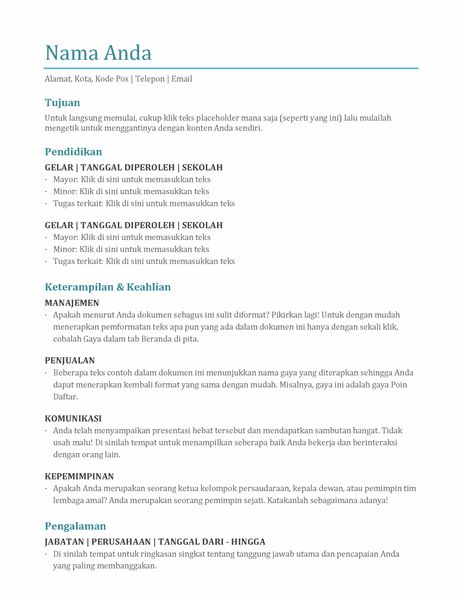 Nama Anda
Alamat, Kota, Kode Pos | Telepon | Email
Tujuan
Untuk langsung memulai, cukup klik teks placeholder mana saja (seperti yang ini) lalu mulailah
mengetik untuk menggantinya dengan konten Anda sendiri.
Pendidikan
GELAR | TANGGAL DIPEROLEH | SEKOLAH
· Mayor: Klik di sini untuk memasukkan teks
· Minor: Klik di sini untuk memasukkan teks
· Tugas terkait: Klik di sini untuk memasukkan teks
GELAR | TANGGAL DIPEROLEH | SEKOLAH
· Mayor: Klik di sini untuk memasukkan teks
· Minor: Klik di sini untuk memasukkan teks
· Tugas terkait: Klik di sini untuk memasukkan teks
Keterampilan & Keahlian
MANAJEMEN
· Apakah menurut Anda dokumen sebagus ini sulit diformat? Pikirkan lagi! Untuk dengan mudah
menerapkan pemformatan teks apa pun yang ada dalam dokumen ini hanya dengan sekali klik,
cobalah Gaya dalam tab Beranda di pita.
PENJUALAN
· Beberapa teks contoh dalam dokumen ini menunjukkan nama gaya yang diterapkan sehingga Anda
dapat menerapkan kembali format yang sama dengan mudah. Misalnya, gaya ini adalah gaya Poin
Daftar.
KOMUNIKASI
· Anda telah menyampaikan presentasi hebat tersebut dan mendapatkan sambutan hangat. Tidak
usah malu! Di sinilah tempat untuk menampilkan seberapa baik Anda bekerja dan berinteraksi
dengan orang lain.
KEPEMIMPINAN
· Apakah Anda merupakan seorang ketua kelompok persaudaraan, kepala dewan, atau pemimpin tim
lembaga amal? Anda merupakan seorang pemimpin sejati. Katakanlah sebagaimana adanya!
Pengalaman
JABATAN | PERUSAHAAN | TANGGAL DARI - HINGGA
· Di sinilah tempat untuk ringkasan singkat tentang tanggung jawab utama dan pencapaian Anda
yang paling membanggakan.